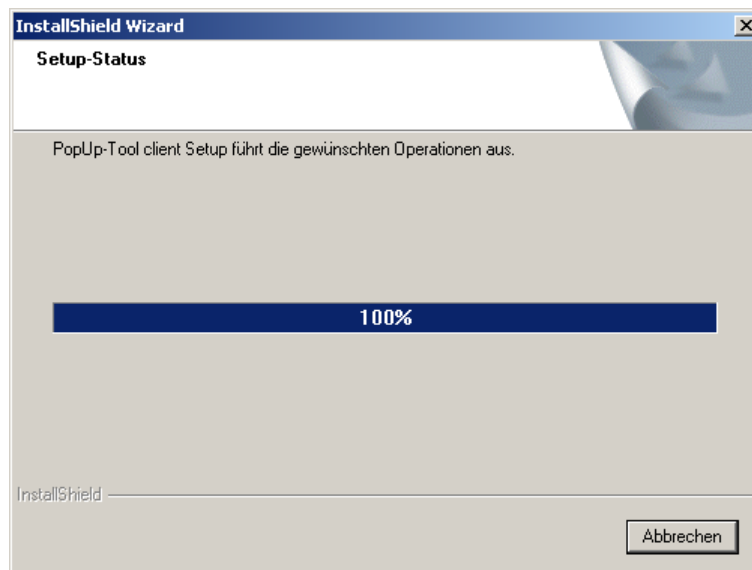 InstallShield Wizard
Setup-Status
PopUp-Tool client Setup führt die gewünschten Operationen aus.
100%
InstallShield
Abbrechen